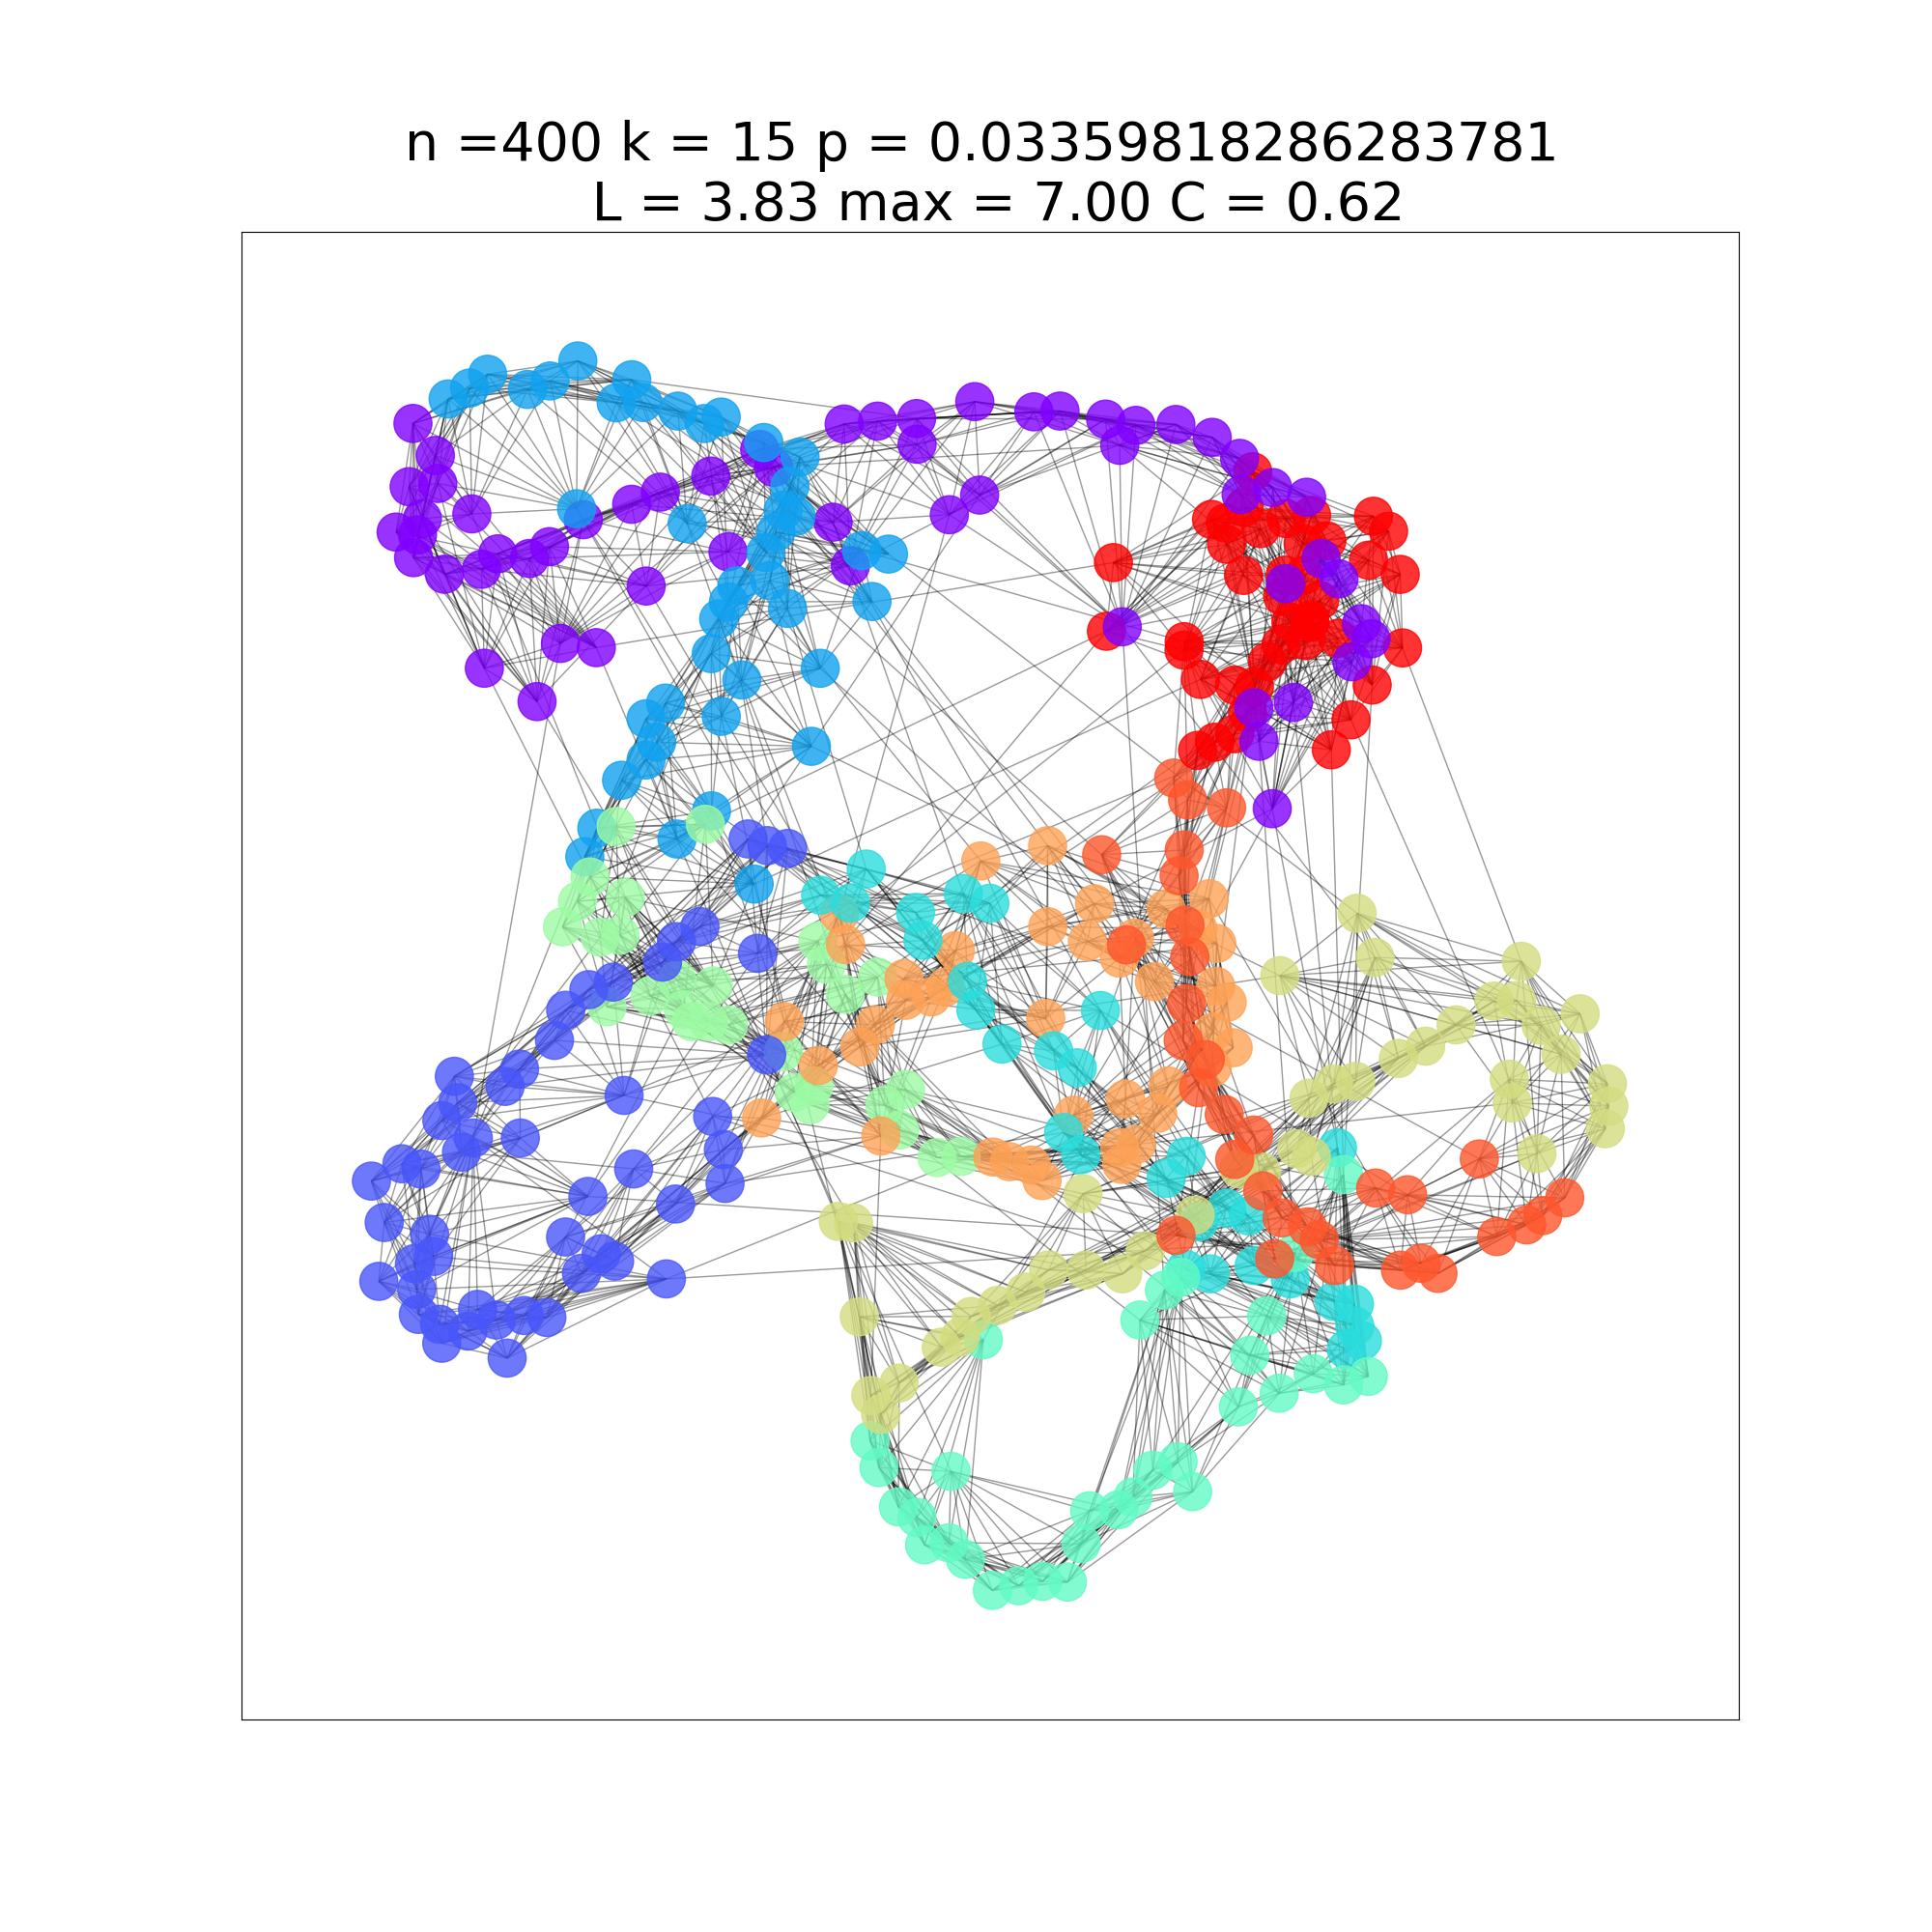 n =400 k = 15 p = 0.03359818286283781
L = 3.83 max = 7.00 C = 0.62